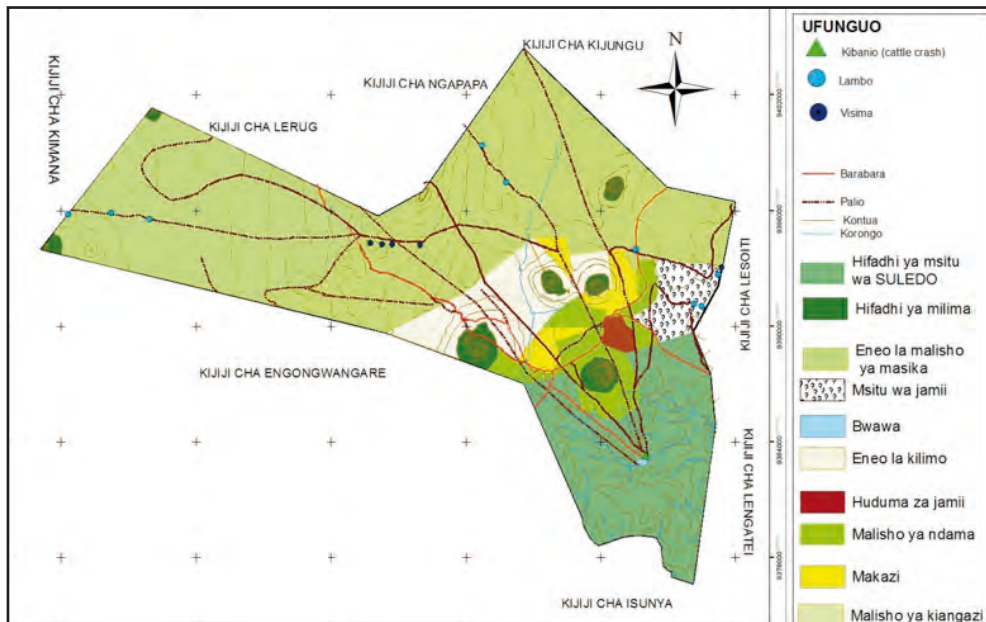 KIJIJI CHA KIJUNGU
KIJIJI CHA NGAPAPA
N
KIJIJI CHA KIMANA
KIJIJI CHA LERUG
KIJIJI CHA LESSOITI
KIJIJI CHA ENGONGWANGARE
KIJIJI CHA LENGATEI
KIJIJI CHA ISUNYA
UFUNGUO
Kibanio (cattle crash)
Lambo
Visima
Barabara
Palio
Kontua
Korongo
Hifadhi ya msitu
wa SULEDO
Hifadhi ya milima
Eneo la malisho
ya masika
Msitu wa jamii
Bwawa
Eneo la kilimo
Huduma za jamii
Malisho ya ndama
Makazi
Malisho ya kiangazi